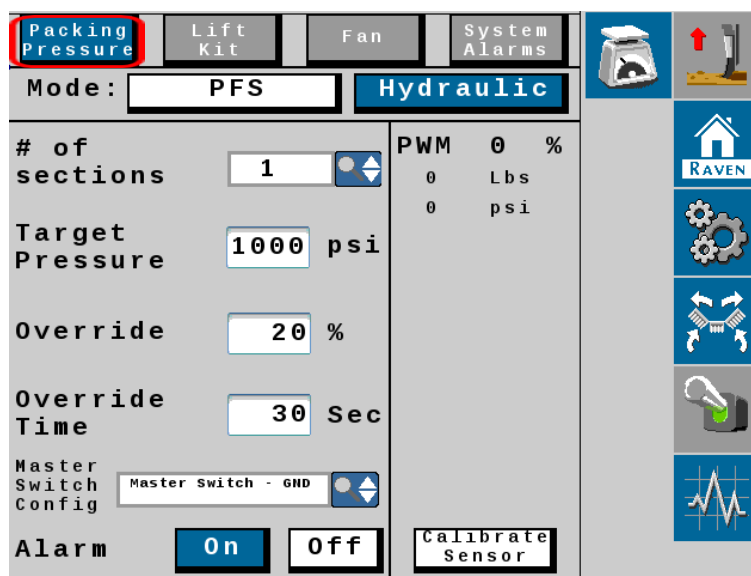 Packing Pressure
Lift Kit
Fan
System Alarms
Mode: PFS Hydraulic
# of sections 1
Target Pressure 1000 psi
Override 20 %
Override Time 30 Sec
Master Switch Config Master Switch - GND
Alarm On Off
PWM 0 %
0 Lbs
0 psi
Calibrate Sensor
RAVEN